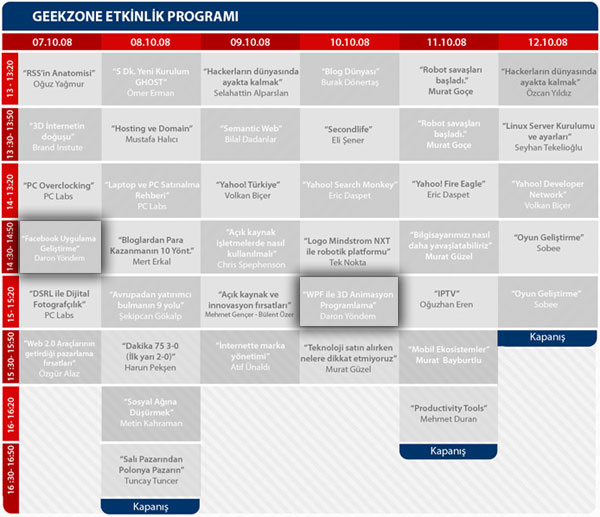 GEEKZONE ETKİNLİK PROGRAMI
07.10.08 08.10.08 09.10.08 10.10.08 11.10.08 12.10.08
13 - 13:20
"RSS'in Anatomisi"
Oğuz Yağmur
"5 Dk. Yeni Kurulum
GHOST"
Ömer Erman
"Hackerların dünyasında
ayakta kalmak"
Selahattin Alparslan
"Blog Dünyası"
Burak Dönertaş
"Robot savaşları
başladı."
Murat Goçe
"Hackerların dünyasında
ayakta kalmak"
Özcan Yıldız
13 :30- 13:50
"3D İnternetin
doğuşu"
Brand Instute
"Hosting ve Domain"
Mustafa Halıcı
"Semantic Web"
Bilal Dadanlar
"Secondlife"
Eli Şener
"Robot savaşları
başladı."
Murat Goçe
"Linux Server Kurulumu
ve ayarları"
Seyhan Tekelioğlu
14- 13:20
"PC Overclocking"
PC Labs
"Laptop ve PC Satınalma
Rehberi"
PC Labs
"Yahoo! Türkiye"
Volkan Biçer
"Yahoo! Search Monkey"
Eric Daspet
"Yahoo! Fire Eagle"
Eric Daspet
"Yahoo! Developer
Network"
Volkan Biçer
14 :30- 14:50
"Facebook Uygulama
Geliştirme"
Daron Yöndem
"Bloglardan Para
Kazanmanın 10 Yönt."
Mert Erkal
"Açık kaynak
işletmelerde nasıl
kullanılmalı"
Chris Spephenson
"Logo Mindstrom NXT
ile robotik platformu"
Tek Nokta
"Bilgisayarınızı nasıl
daha yavaşlatabiliriz"
Murat Güzel
"Oyun Geliştirme"
Sobee
15- 15:20
"DSRL ile Dijital
Fotografçılık"
PC Labs
"Avrupadan yatırımcı
bulmanın 9 yolu"
Şekipcan Gökalp
"Açık kaynak ve
innovasyon fırsatları"
Mehmet Gençer - Bülent Özer
"WPF ile 3D Animasyon
Programlama"
Daron Yöndem
"IPTV"
Oğuzhan Eren
"Oyun Geliştirme"
Sobee
15 :30- 15:50
"Web 2.0 Araçlarının
getirdiği pazarlama
fırsatları"
Özgür Alaz
"Dakika 75 3-0
(İlk yarı 2-0)"
Harun Pekşen
"İnternette marka
yönetimi"
Atıf Ünaldı
"Teknoloji satın alırken
nelere dikkat etmiyoruz"
Murat Güzel
"Mobil Ekosistemler"
Murat Bayburtlu
Kapanış
16- 16:20
"Sosyal Ağına
Düşürmek"
Metin Kahraman
"Productivity Tools"
Mehmet Duran
16 :30- 16:50
"Salı Pazarından
Polonya Pazarın"
Tuncay Tuncer
Kapanış
Kapanış